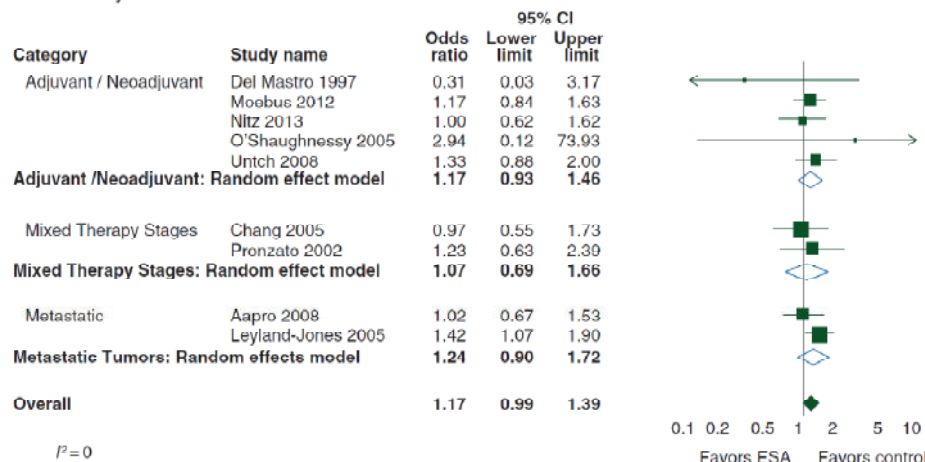 95% CI
Odds Lower Upper
Category Study name ratio limit limit
Adjuvant / Neoadjuvant Del Mastro 1997 0.31 0.03 3.17
Moebus 2012 1.17 0.84 1.63
Nitz 2013 1.00 0.62 1.62
O'Shaughnessy 2005 2.94 0.12 73.93
Untch 2008 1.33 0.88 2.00
Adjuvant /Neoadjuvant: Random effect model 1.17 0.93 1.46
Mixed Therapy Stages Chang 2005 0.97 0.55 1.73
Pronzato 2002 1.23 0.63 2.39
Mixed Therapy Stages: Random effect model 1.07 0.69 1.66
Metastatic Aapro 2008 1.02 0.67 1.53
Leyland-Jones 2005 1.42 1.07 1.90
Metastatic Tumors: Random effects model 1.24 0.90 1.72
Overall 1.17 0.99 1.39
0.1 0.2 0.5 1 2 5 10
I² = 0
Favors ESA Favors control